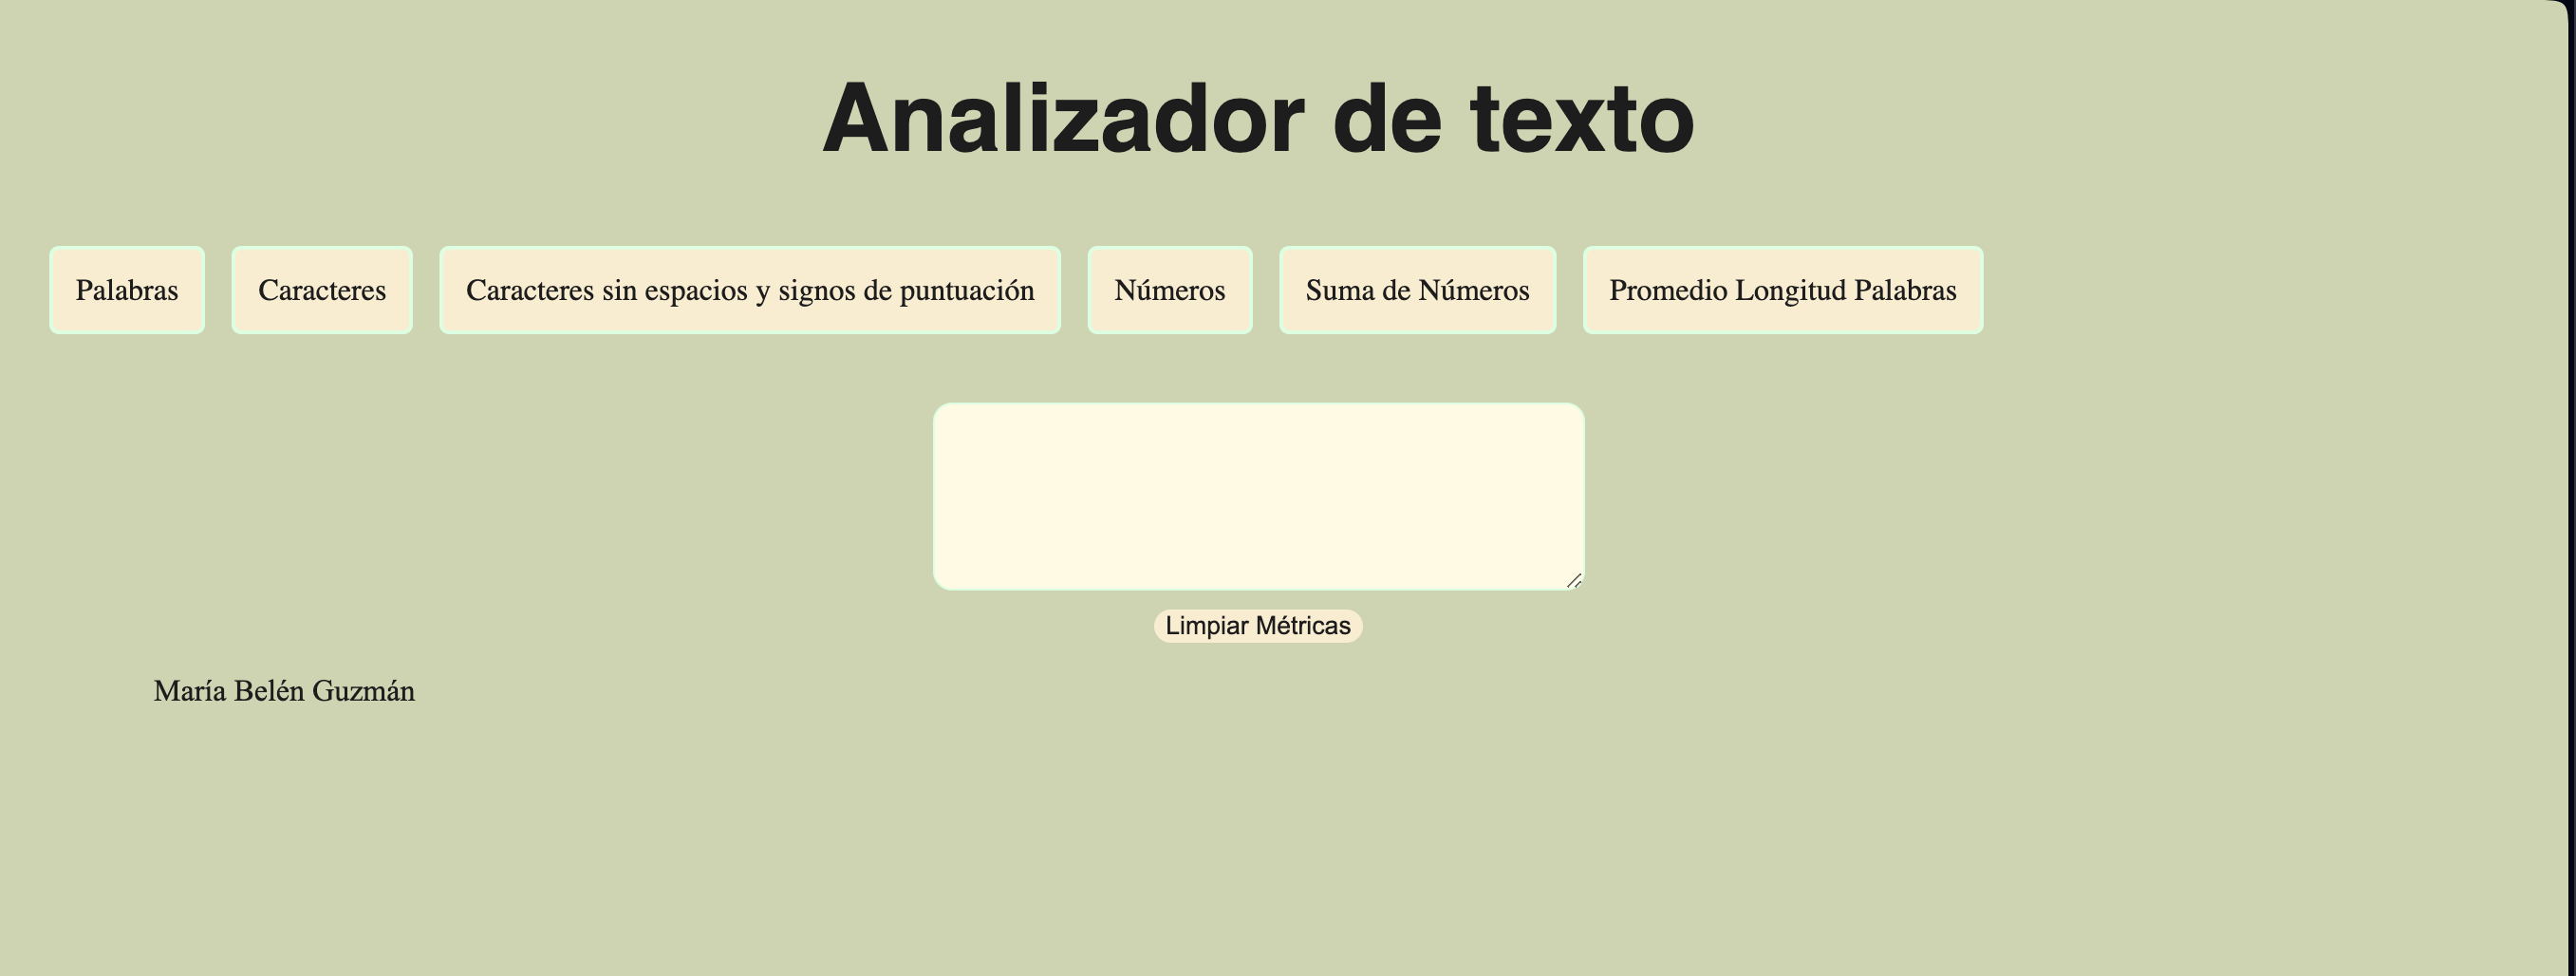 Analizador de texto
Palabras Caracteres Caracteres sin espacios y signos de puntuación Números Suma de Números Promedio Longitud Palabras
Limpiar Métricas
María Belén Guzmán